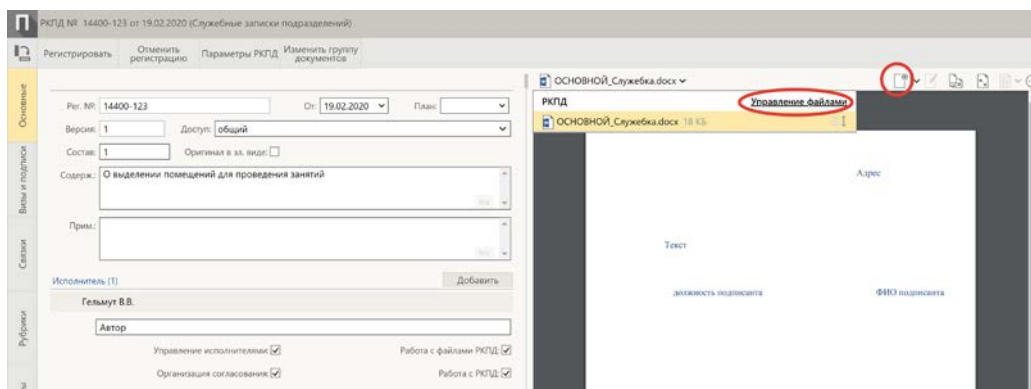 П РКПД № 14400-123 от 19.02.2020 (Служебные записки подразделений)
Регистрировать Отменить регистрацию Параметры РКПД Изменить группу документов
Основные
Визы и подписи
Связки
Рубрики
Рег. №: 14400-123 От: 19.02.2020 План:
Версия: 1 Доступ: общий
Состав: 1 Оригинал в эл. виде:
Содерж.: О выделении помещений для проведения занятий
Прим.:
Исполнитель (1) Добавить
Гельмут В.В.
Автор
Управление исполнителями: Работа с файлами РКПД:
Организация согласования: Работа с РКПД:
ОСНОВНОЙ_Служебка.docx
РКПД Управление файлами
ОСНОВНОЙ_Служебка.docx 18 КБ
Адрес
Текст
должность подписанта ФИО подписанта